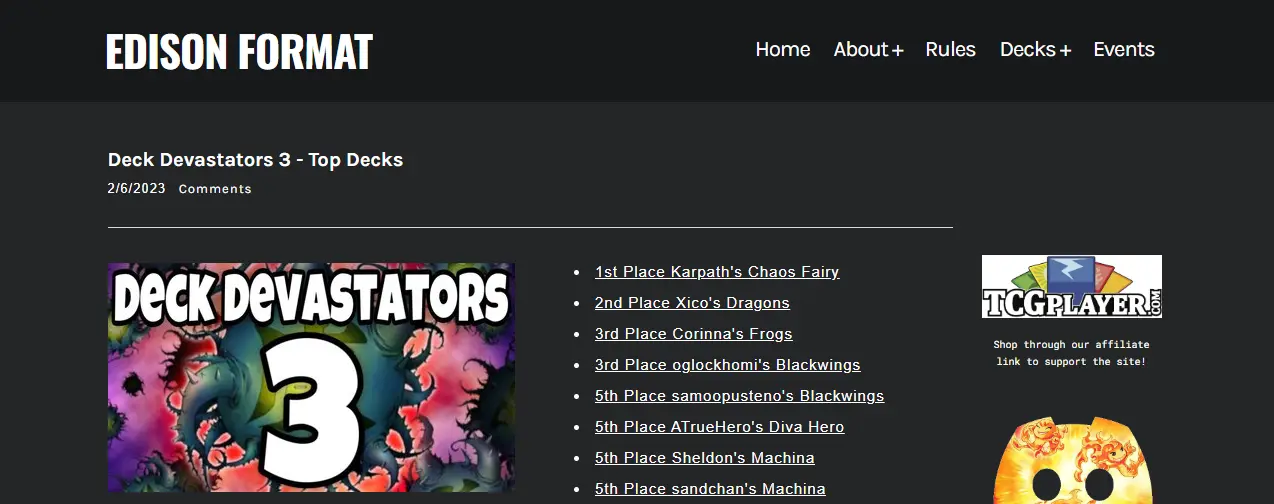 EDISON FORMAT
Home About + Rules Decks + Events
Deck Devastators 3 - Top Decks
2/6/2023 Comments
DECK DEVASTATORS
3
• 1st Place Karpath's Chaos Fairy
• 2nd Place Xico's Dragons
• 3rd Place Corinna's Frogs
• 3rd Place oglockhomi's Blackwings
• 5th Place samoopusteno's Blackwings
• 5th Place ATrueHero's Diva Hero
• 5th Place Sheldon's Machina
• 5th Place sandchan's Machina
TCGPLAYER.COM
Shop through our affiliate
link to support the site!